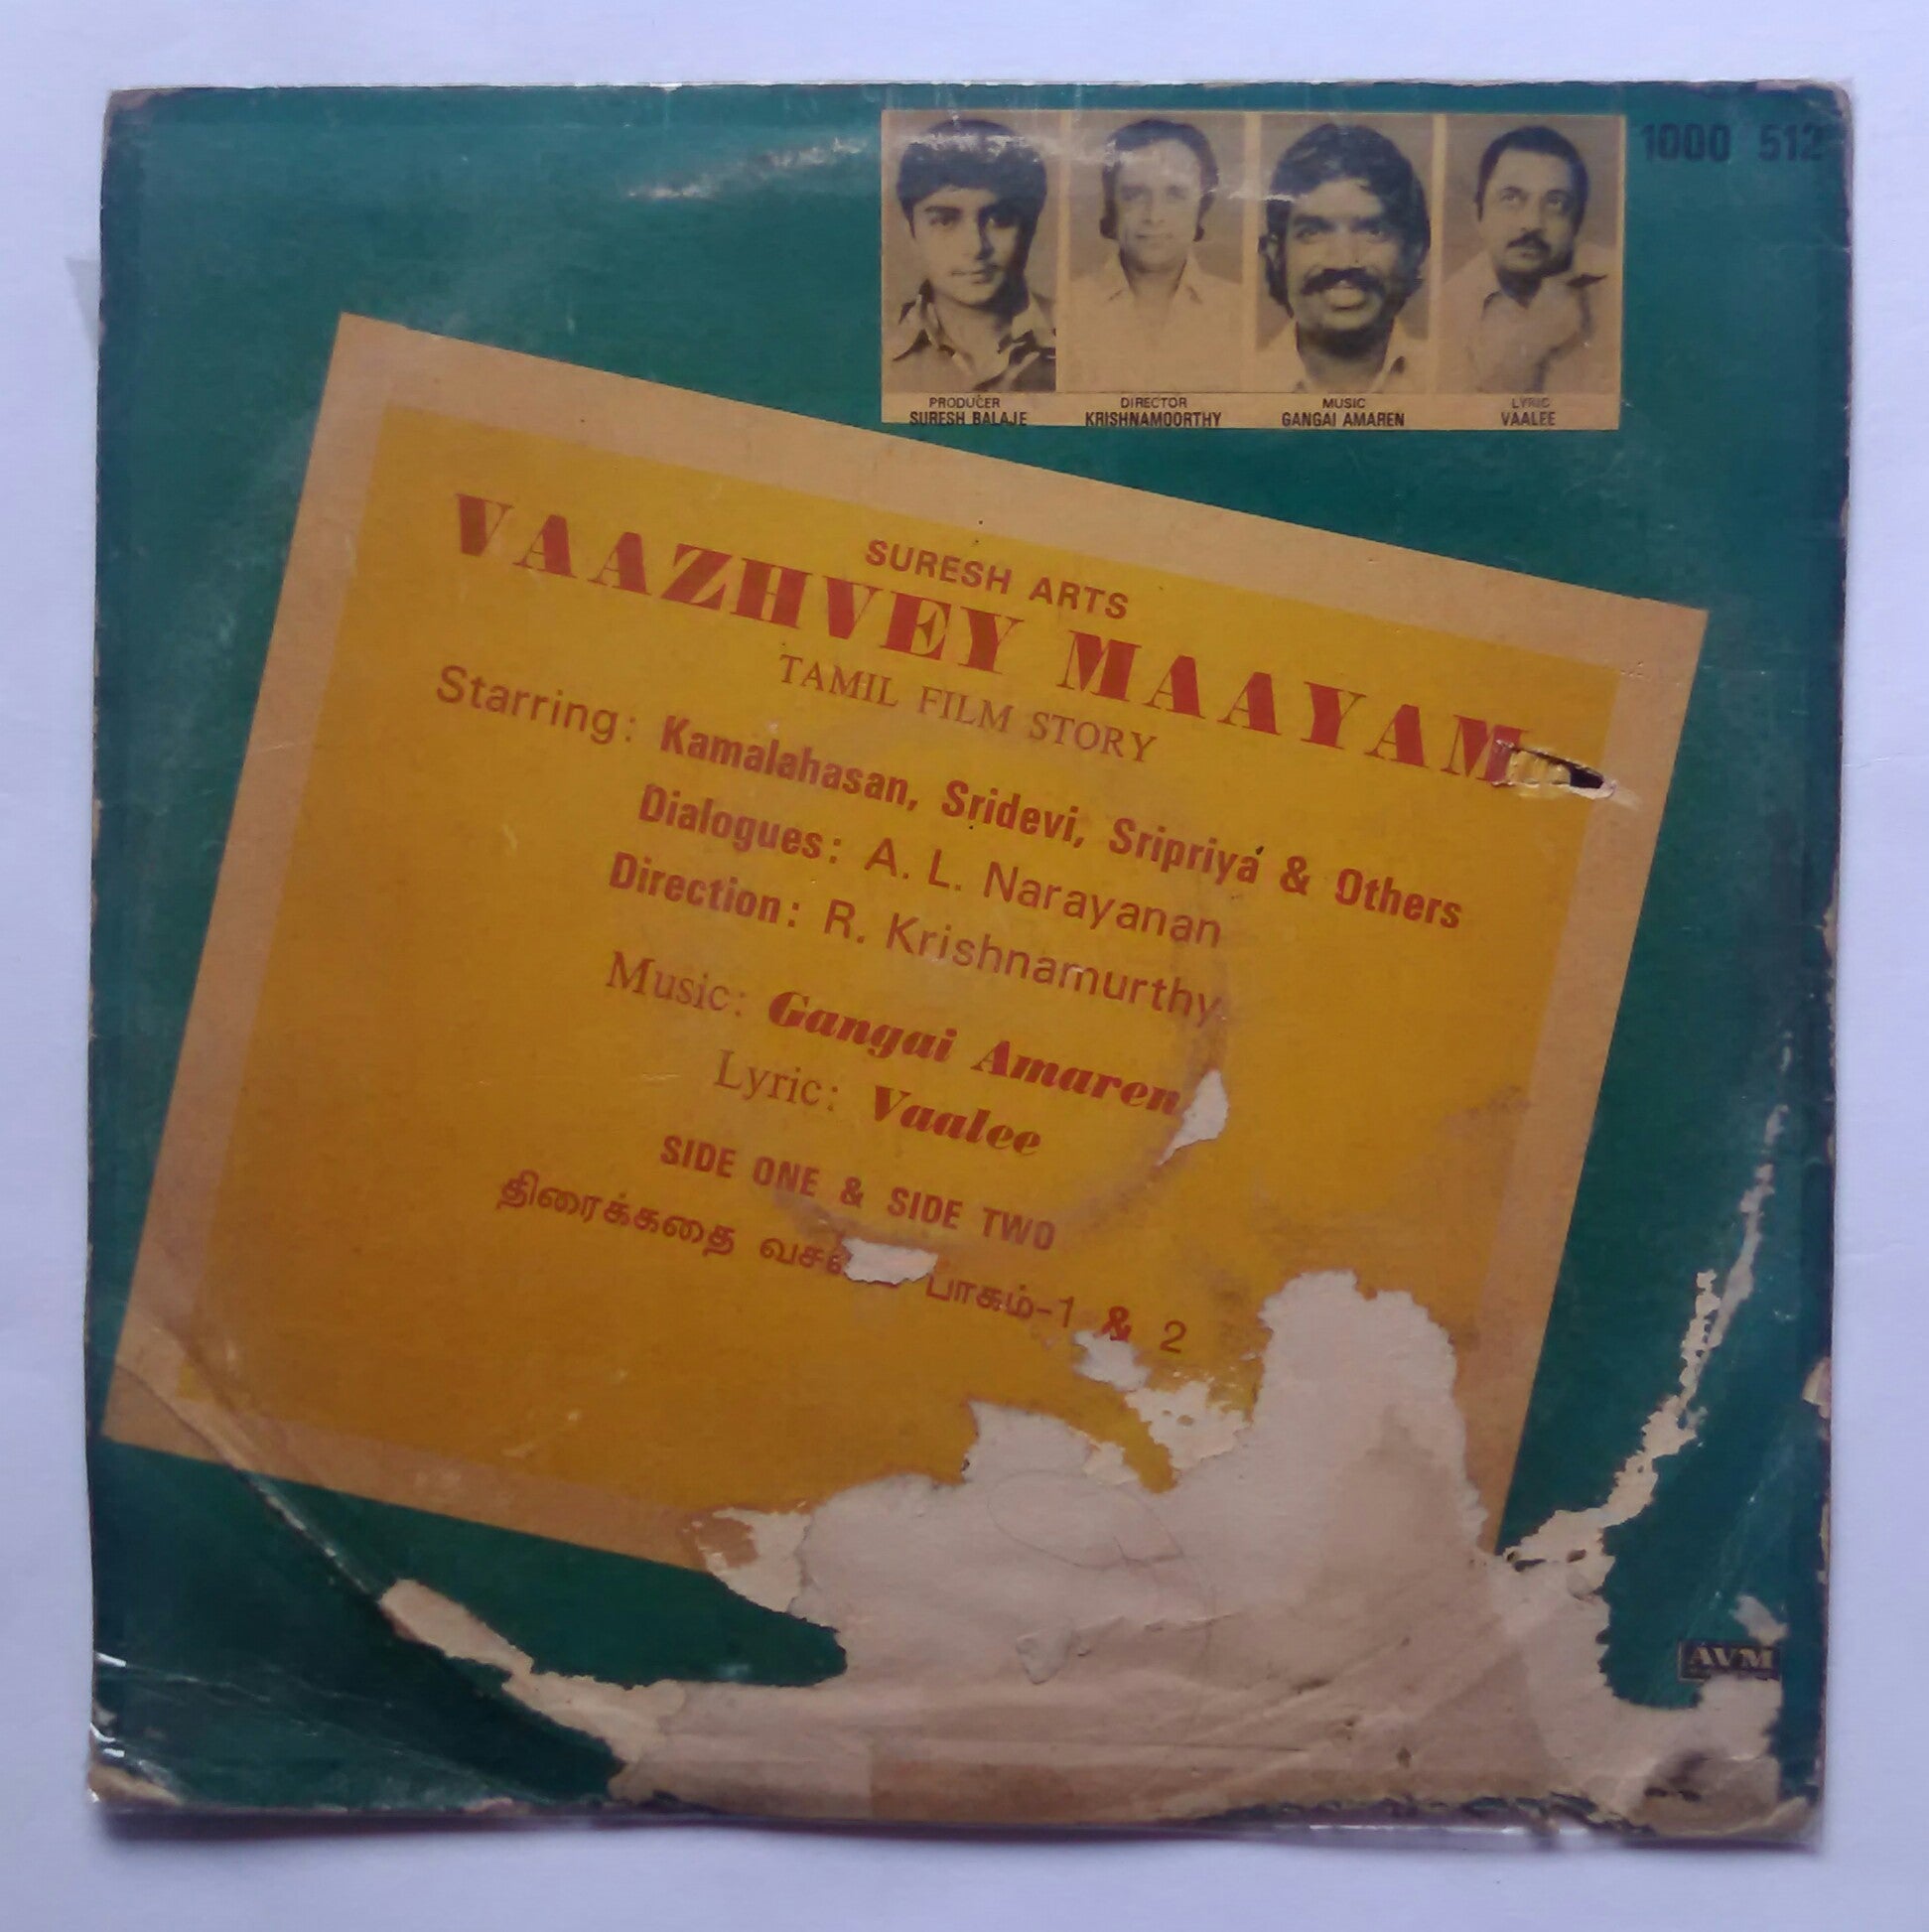 1000 512
PRODUCER DIRECTOR MUSIC LYRIC
SURESH BALAJE KRISHNAMOORTHY GANGAI AMAREN VAALEE
SURESH ARTS
VAAZHVEY MAAYAM
TAMIL FILM STORY
Starring: Kamalahasan, Sridevi, Sripriya & Others
Dialogues: A. L. Narayanan
Direction: R. Krishnamurthy
Music: Gangai Amaren
Lyric: Vaalee
SIDE ONE & SIDE TWO
திரைக்கதை பாகம்-1 & 2
AVM